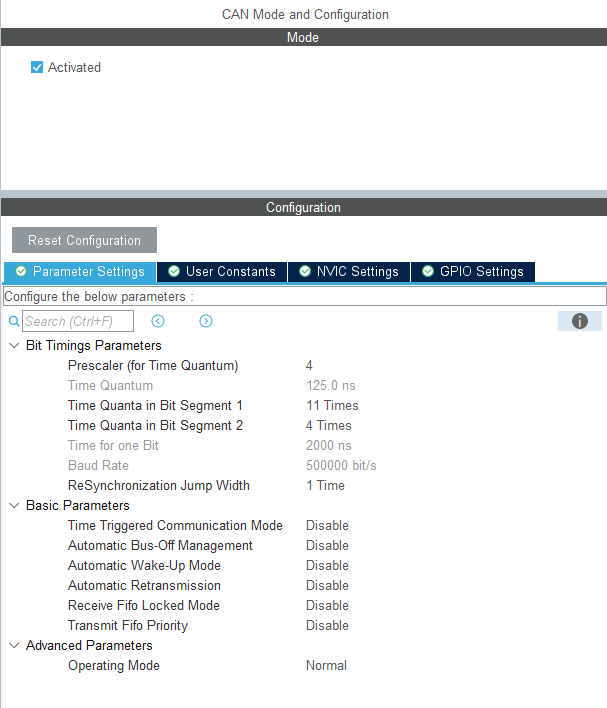 CAN Mode and Configuration
Mode
Activated
Configuration
Reset Configuration
Parameter Settings User Constants NVIC Settings GPIO Settings
Configure the below parameters :
Search (Ctrl+F)
Bit Timings Parameters
Prescaler (for Time Quantum) 4
Time Quantum 125.0 ns
Time Quanta in Bit Segment 1 11 Times
Time Quanta in Bit Segment 2 4 Times
Time for one Bit 2000 ns
Baud Rate 500000 bit/s
ReSynchronization Jump Width 1 Time
Basic Parameters
Time Triggered Communication Mode Disable
Automatic Bus-Off Management Disable
Automatic Wake-Up Mode Disable
Automatic Retransmission Disable
Receive Fifo Locked Mode Disable
Transmit Fifo Priority Disable
Advanced Parameters
Operating Mode Normal